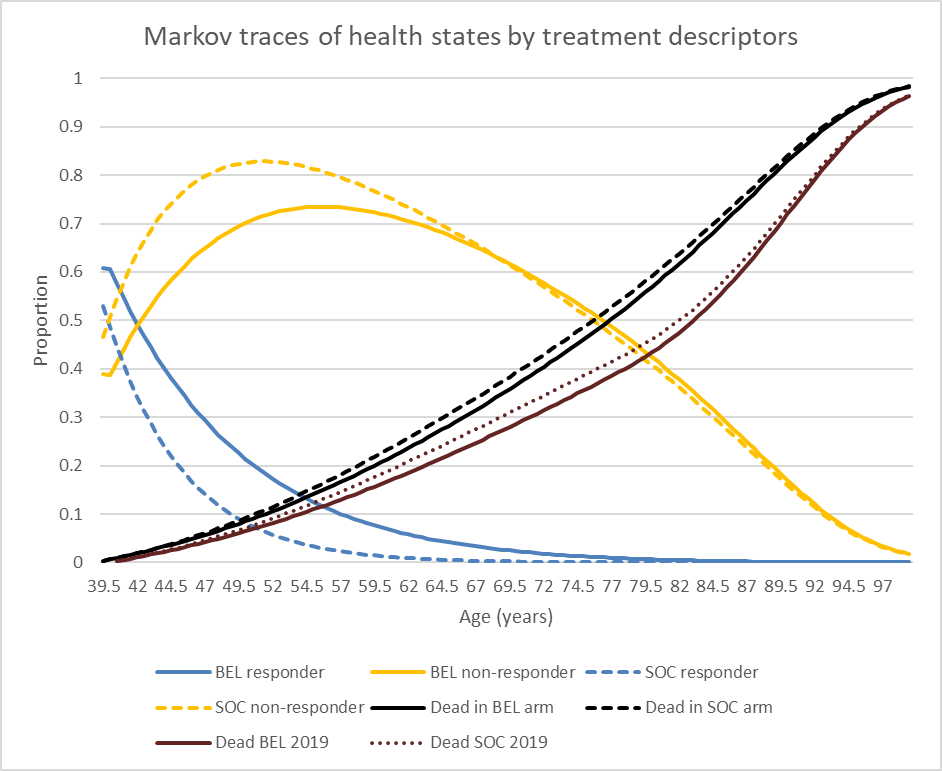 Markov traces of health states by treatment descriptors
1
0.9
0.8
0.7
0.6
0.5
0.4
0.3
0.2
0.1
0
Proportion
39.5 42 44.5 47 49.5 52 54.5 57 59.5 62 64.5 67 69.5 72 74.5 77 79.5 82 84.5 87 89.5 92 94.5 97
Age (years)
BEL responder BEL non-responder SOC responder
SOC non-responder Dead in BEL arm Dead in SOC arm
Dead BEL 2019 Dead SOC 2019